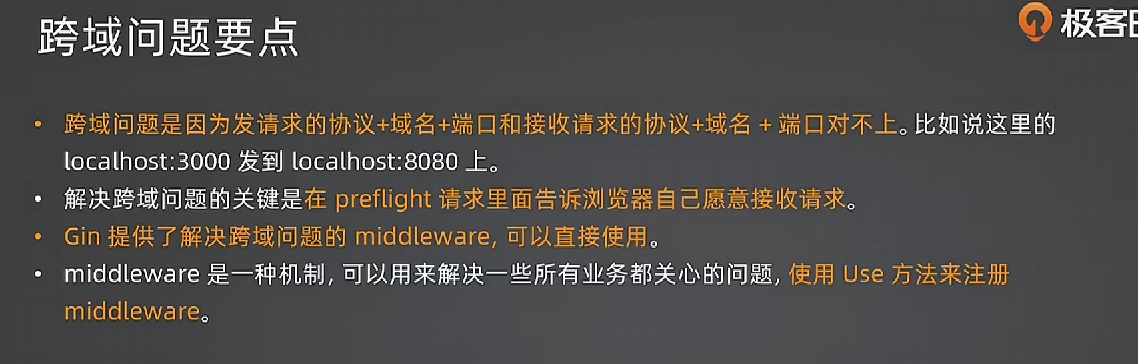 跨域问题要点
极客
• 跨域问题是因为发请求的协议+域名+端口和接收请求的协议+域名 + 端口对不上。比如说这里的
localhost:3000 发到 localhost:8080 上。
• 解决跨域问题的关键是在 preflight 请求里面告诉浏览器自己愿意接收请求。
• Gin 提供了解决跨域问题的 middleware, 可以直接使用。
• middleware 是一种机制, 可以用来解决一些所有业务都关心的问题, 使用 Use 方法来注册
middleware。